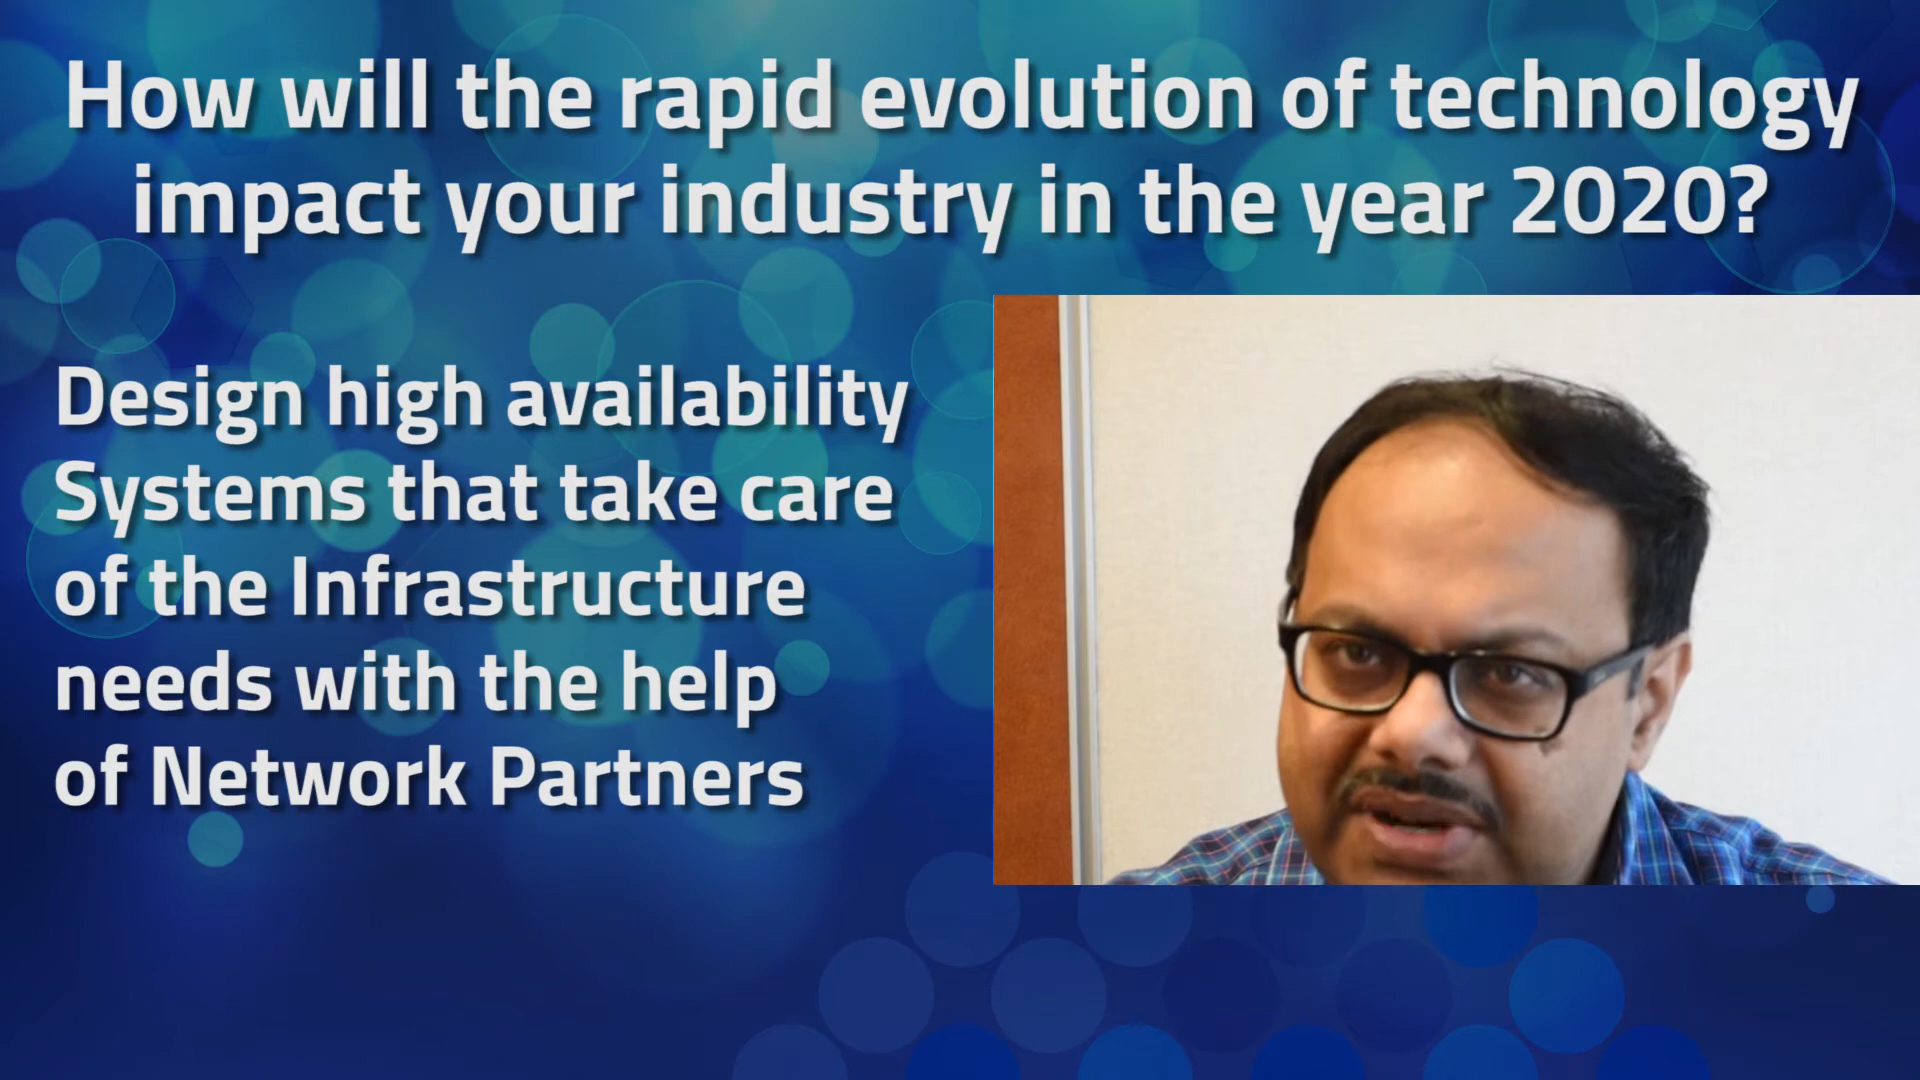 How will the rapid evolution of technology
impact your industry in the year 2020?
Design high availability
Systems that take care
of the Infrastructure
needs with the help
of Network Partners